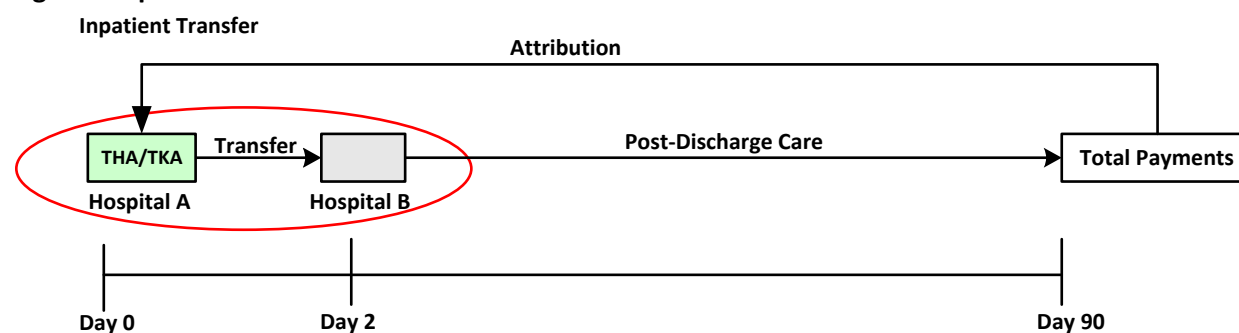 Inpatient Transfer
Attribution
THA/TKA
Transfer
Post-Discharge Care
Total Payments
Hospital A
Hospital B
Day 0
Day 2
Day 90